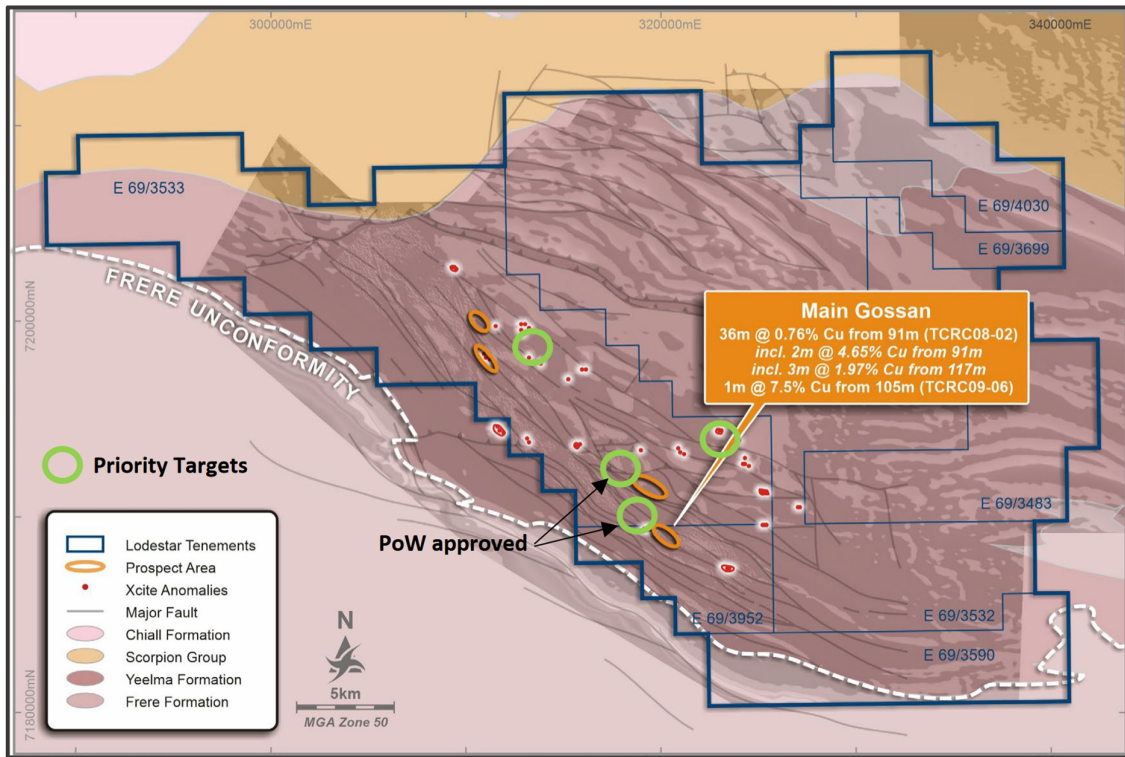 300000mE
320000mE
340000mE
E 69/3533
E 69/4030
E 69/3699
7200000mN
FRERE UNCONFORMITY
Main Gossan
36m @ 0.76% Cu from 91m (TCRC08-02)
incl. 2m @ 4.65% Cu from 91m
incl. 3m @ 1.97% Cu from 117m
1m @ 7.5% Cu from 105m (TCRC09-06)
Priority Targets
E 69/3483
PoW approved
Lodestar Tenements
Prospect Area
Xcite Anomalies
Major Fault
Chiall Formation
Scorpion Group
Yeelma Formation
Frere Formation
N
5km
MGA Zone 50
E 69/3952
E 69/3532
E 69/3590
7180000mN